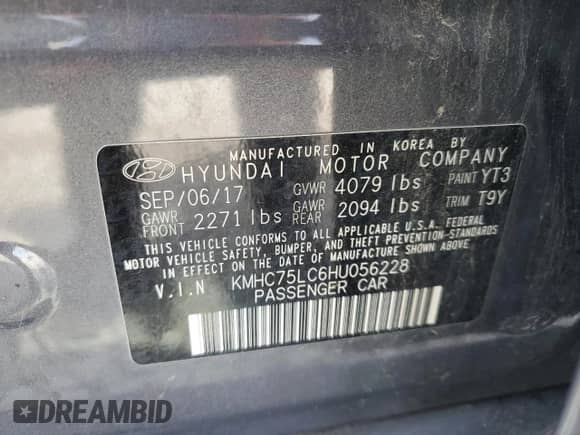 MANUFACTURED IN KOREA BY
HYUNDAI MOTOR COMPANY
SEP/06/17 GVWR 4079 lbs PAINT YT3
GAWR FRONT 2271 lbs GAWR REAR 2094 lbs TRIM T9Y
THIS VEHICLE CONFORMS TO ALL APPLICABLE U.S.A. FEDERAL
MOTOR VEHICLE SAFETY, BUMPER, AND THEFT PREVENTION STANDARDS
IN EFFECT ON THE DATE OF MANUFACTURE SHOWN ABOVE.
V.I.N KMHC75LC6HU056228
PASSENGER CAR
DREAMBID